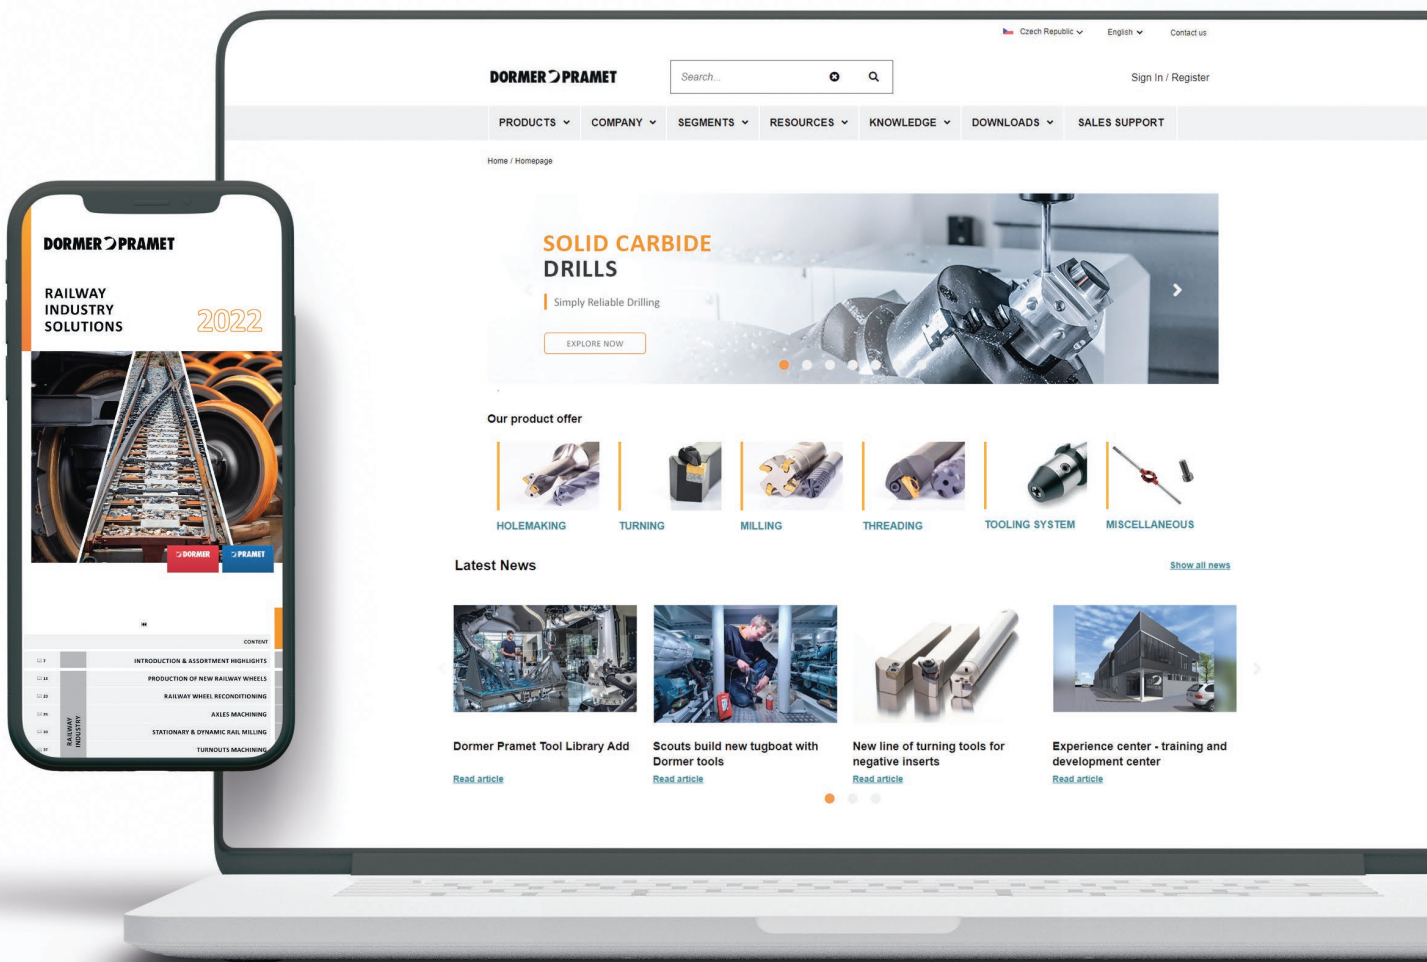 Czech Republic
English
Contact us
DORMER PRAMET
Search...
Sign In / Register
PRODUCTS
COMPANY
SEGMENTS
RESOURCES
KNOWLEDGE
DOWNLOADS
SALES SUPPORT
Home / Homepage
SOLID CARBIDE
DRILLS
Simply Reliable Drilling
EXPLORE NOW
Our product offer
HOLEMAKING
TURNING
MILLING
THREADING
TOOLING SYSTEM
MISCELLANEOUS
Latest News
Show all news
Dormer Pramet Tool Library Add
Read article
Scouts build new tugboat with
Dormer tools
Read article
New line of turning tools for
negative inserts
Read article
Experience center - training and
development center
Read article
DORMER PRAMET
RAILWAY
INDUSTRY
SOLUTIONS
2022
DORMER
PRAMET
CONTENT
INTRODUCTION & ASSORTMENT HIGHLIGHTS
PRODUCTION OF NEW RAILWAY WHEELS
RAILWAY WHEEL RECONDITIONING
AXLES MACHINING
STATIONARY & DYNAMIC RAIL MILLING
TURNOUTS MACHINING
RAILWAY
INDUSTRY